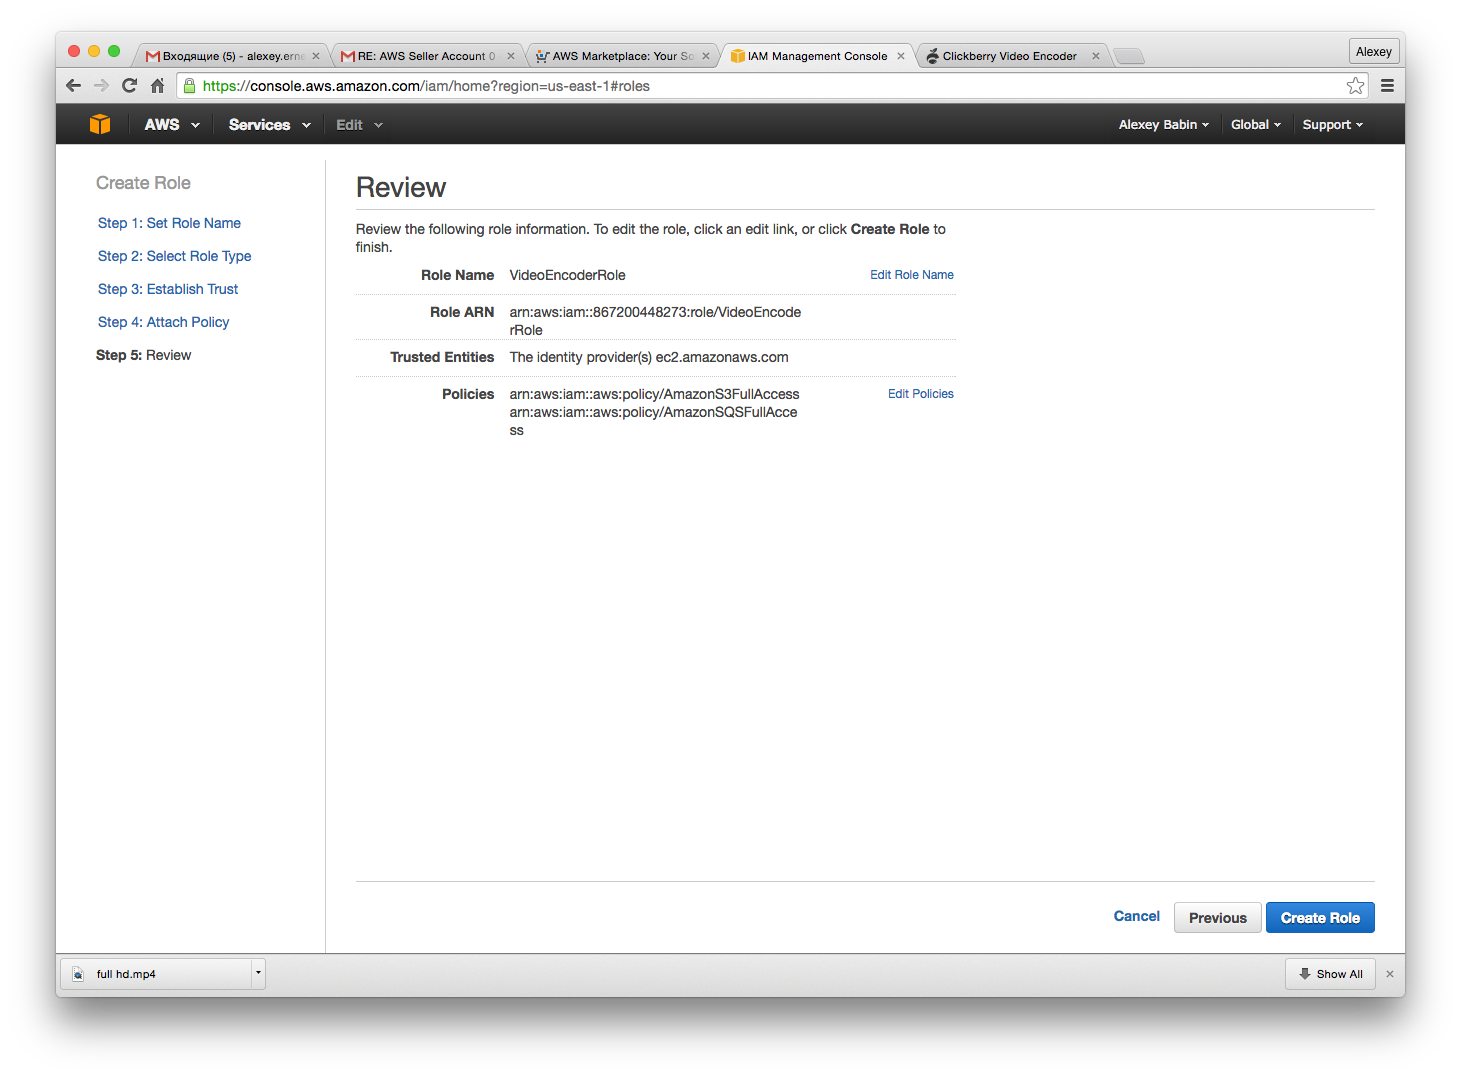 Входящие (5) - alexey.erne
RE: AWS Seller Account 0
AWS Marketplace: Your So
IAM Management Console
Clickberry Video Encoder
Alexey
https://console.aws.amazon.com/iam/home?region=us-east-1#roles
AWS
Services
Edit
Alexey Babin
Global
Support
Create Role
Step 1: Set Role Name
Step 2: Select Role Type
Step 3: Establish Trust
Step 4: Attach Policy
Step 5: Review
Review
Review the following role information. To edit the role, click an edit link, or click Create Role to
finish.
Role Name VideoEncoderRole Edit Role Name
Role ARN arn:aws:iam::867200448273:role/VideoEncode
rRole
Trusted Entities The identity provider(s) ec2.amazonaws.com
Policies arn:aws:iam::aws:policy/AmazonS3FullAccess Edit Policies
arn:aws:iam::aws:policy/AmazonSQSFullAcce
ss
Cancel
Previous
Create Role
full hd.mp4
Show All